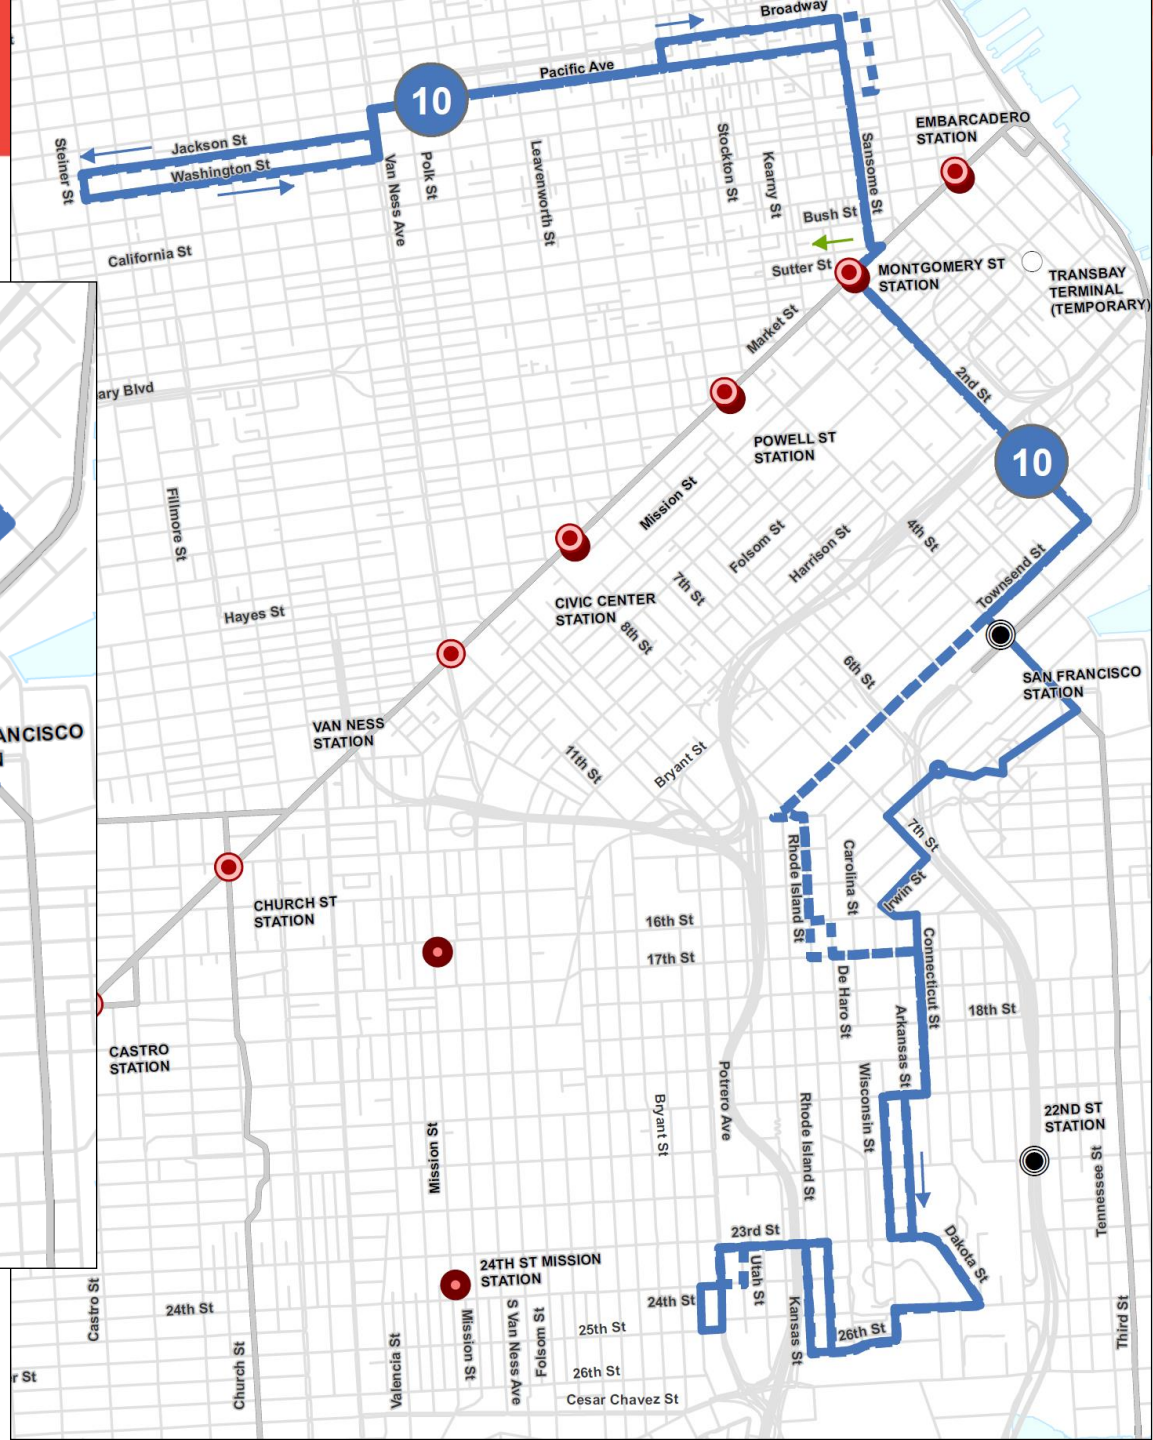 Broadway
Pacific Ave
10
Jackson St
Washington St
Steiner St
Van Ness Ave
Polk St
Leavenworth St
Stockton St
Kearny St
Sansome St
EMBARCADERO
STATION
Bush St
California St
Sutter St
MONTGOMERY ST
STATION
TRANSBAY
TERMINAL
(TEMPORARY)
Market St
ary Blvd
2nd St
POWELL ST
STATION
10
Fillmore St
Mission St
Folsom St
Harrison St
4th St
Townsend St
7th St
Hayes St
CIVIC CENTER
STATION
8th St
6th St
SAN FRANCISCO
STATION
ANCISCO
N
VAN NESS
STATION
11th St
Bryant St
7th St
Rhode Island St
Carolina St
Irwin St
CHURCH ST
STATION
16th St
17th St
Connecticut St
De Haro St
18th St
Arkansas St
CASTRO
STATION
Potrero Ave
Wisconsin St
Bryant St
Rhode Island St
22ND ST
STATION
Mission St
Tennessee St
23rd St
Dakota St
24TH ST MISSION
STATION
Utah St
24th St
24th St
Castro St
Kansas St
25th St
26th St
Third St
Mission St
S Van Ness Ave
Folsom St
Valencia St
Church St
26th St
r St
Cesar Chavez St